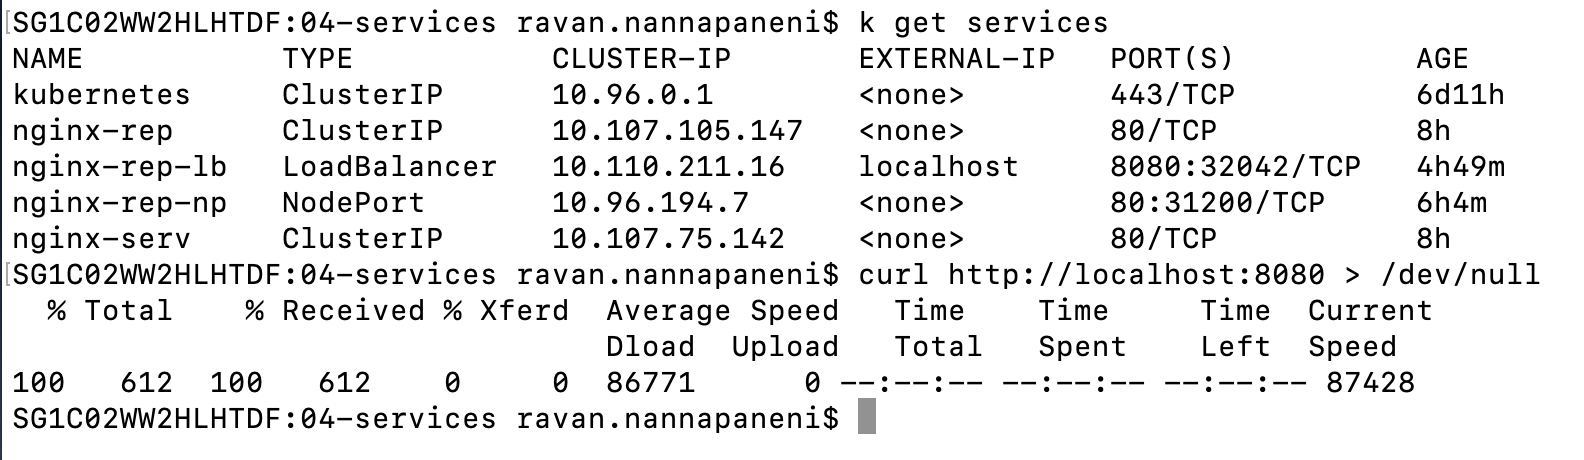 SG1C02WW2HLHTDF:04-services ravan.nannapaneni$ k get services
NAME TYPE CLUSTER-IP EXTERNAL-IP PORT(S) AGE
kubernetes ClusterIP 10.96.0.1 <none> 443/TCP 6d11h
nginx-rep ClusterIP 10.107.105.147 <none> 80/TCP 8h
nginx-rep-lb LoadBalancer 10.110.211.16 localhost 8080:32042/TCP 4h49m
nginx-rep-np NodePort 10.96.194.7 <none> 80:31200/TCP 6h4m
nginx-serv ClusterIP 10.107.75.142 <none> 80/TCP 8h
SG1C02WW2HLHTDF:04-services ravan.nannapaneni$ curl http://localhost:8080 > /dev/null
% Total % Received % Xferd Average Speed Time Time Time Current
Dload Upload Total Spent Left Speed
100 612 100 612 0 0 86771 0 --:--:-- --:--:-- --:--:-- 87428
SG1C02WW2HLHTDF:04-services ravan.nannapaneni$